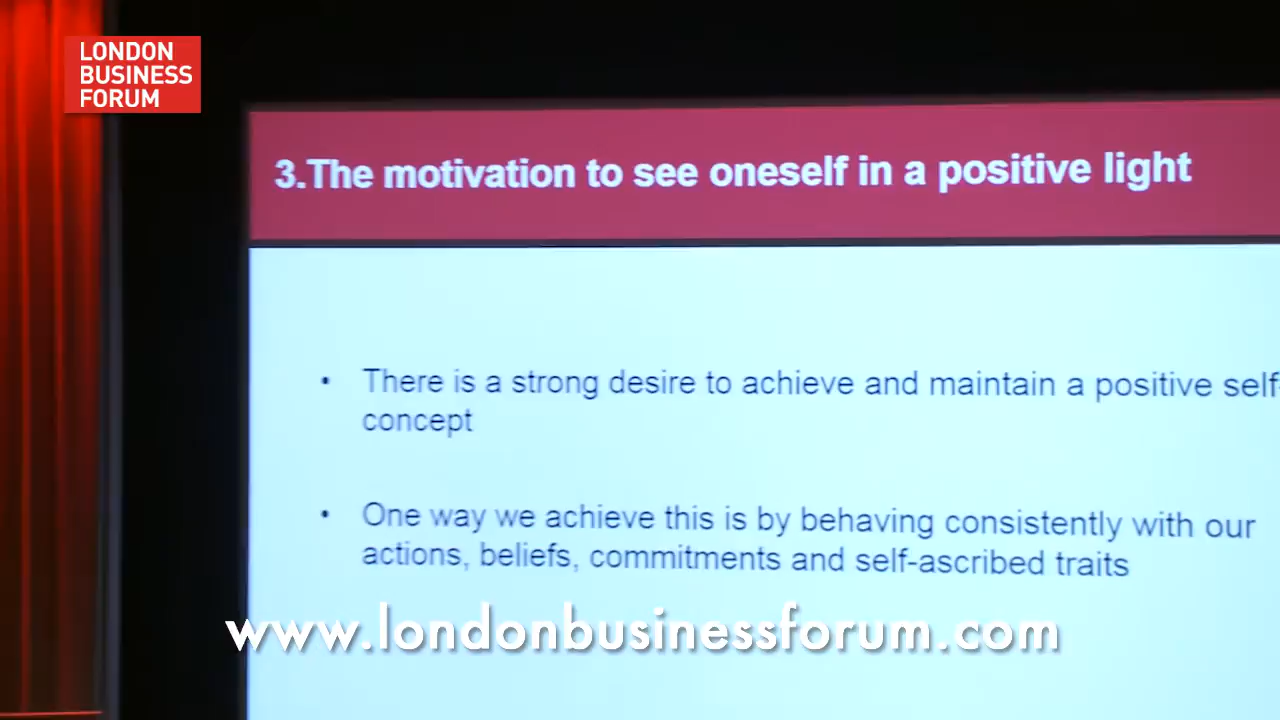 LONDON
BUSINESS
FORUM
3.The motivation to see oneself in a positive light
• There is a strong desire to achieve and maintain a positive self-
concept
• One way we achieve this is by behaving consistently with our
actions, beliefs, commitments and self-ascribed traits
www.londonbusinessforum.com